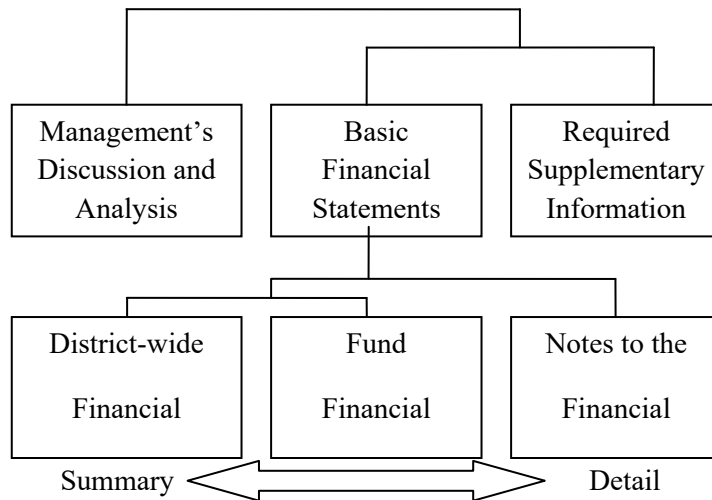 Management’s
Discussion and
Analysis
Basic
Financial
Statements
Required
Supplementary
Information
District-wide
Financial
Fund
Financial
Notes to the
Financial
Summary
Detail